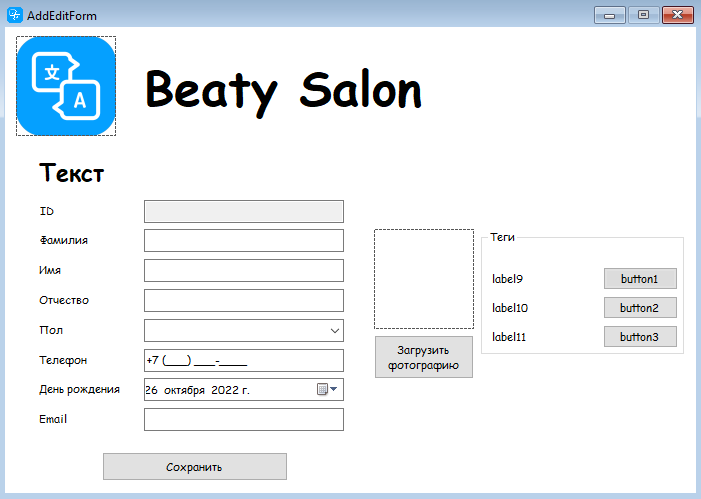 AddEditForm
文
A
Beaty Salon
Текст
ID
Фамилия
Имя
Отчество
Пол
Телефон
+7 (___) ___-____
День рождения
26 октября 2022 г.
Email
Сохранить
Загрузить
фотографию
Теги
label9
button1
label10
button2
label11
button3